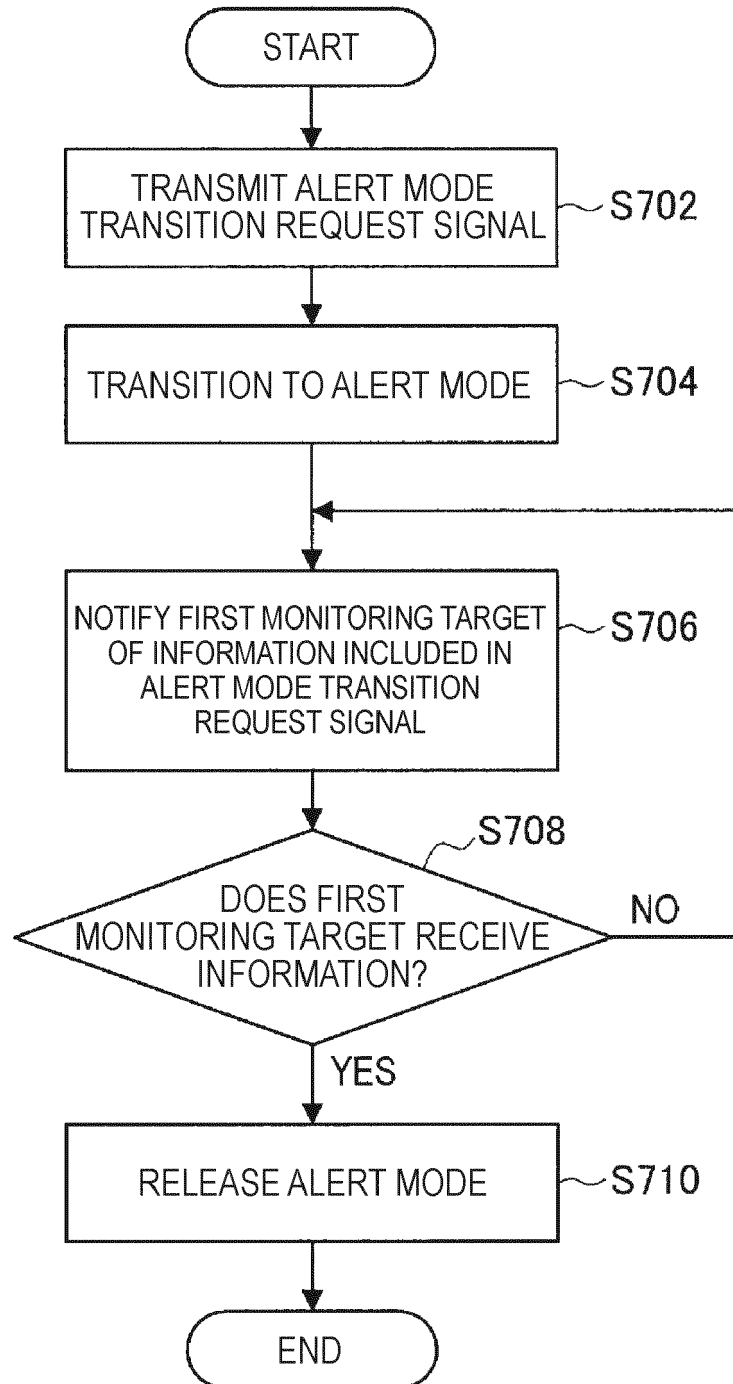 START
TRANSMIT ALERT MODE
TRANSITION REQUEST SIGNAL
S702
TRANSITION TO ALERT MODE
S704
NOTIFY FIRST MONITORING TARGET
OF INFORMATION INCLUDED IN
ALERT MODE TRANSITION
REQUEST SIGNAL
S706
S708
DOES FIRST
MONITORING TARGET RECEIVE
INFORMATION?
NO
YES
RELEASE ALERT MODE
S710
END